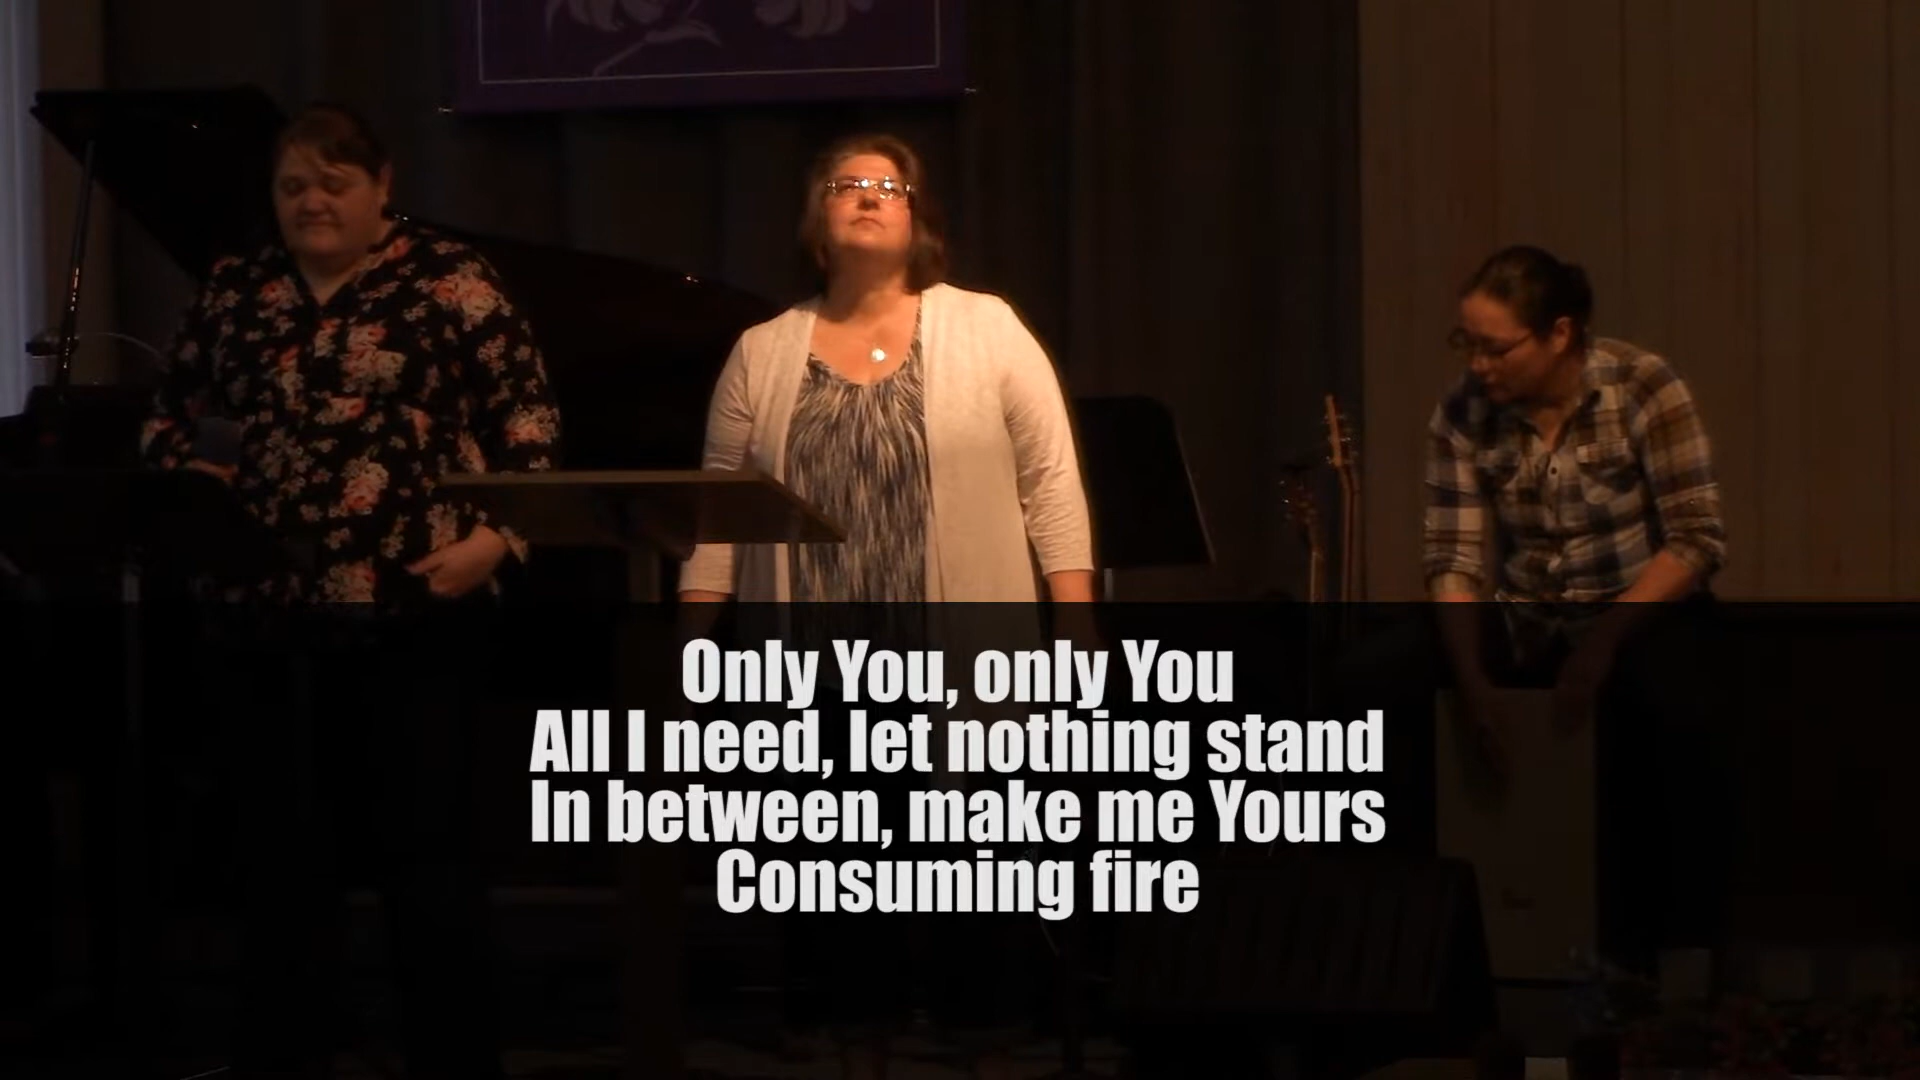 Only You, only You
All I need, let nothing stand
In between, make me Yours
Consuming fire